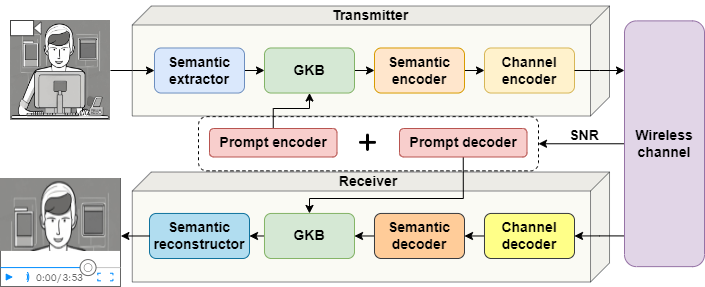 Transmitter
Semantic
extractor
GKB
Semantic
encoder
Channel
encoder
Prompt encoder
+
Prompt decoder
SNR
Wireless
channel
Receiver
Semantic
reconstructor
GKB
Semantic
decoder
Channel
decoder
0:00/3:53